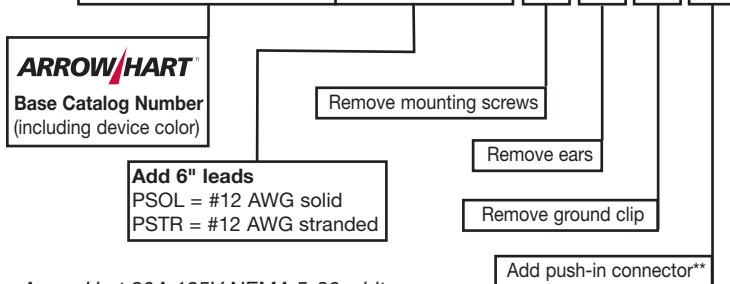 ARROW HART™
Base Catalog Number
(including device color)
Remove mounting screws
Remove ears
Add 6" leads
PSOL = #12 AWG solid
PSTR = #12 AWG stranded
Remove ground clip
Add push-in connector**